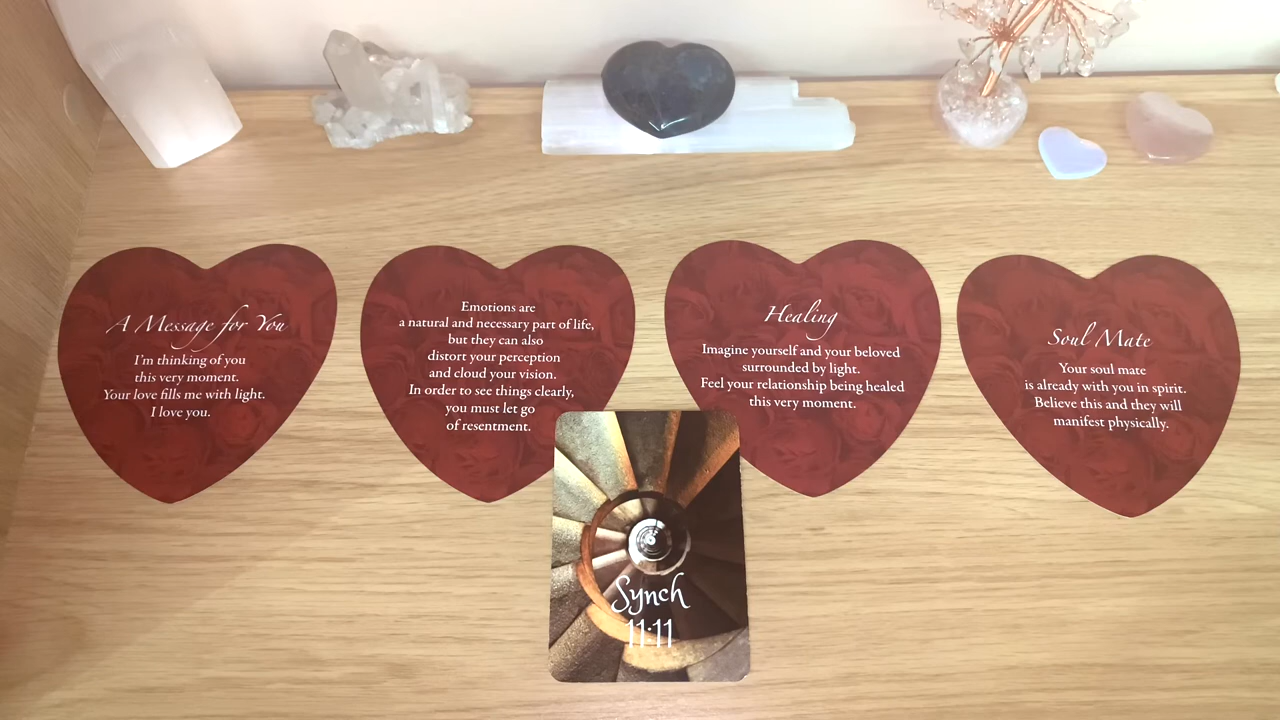 A Message for You
I'm thinking of you
this very moment.
Your love fills me with light.
I love you.
Emotions are
a natural and necessary part of life,
but they can also
distort your perception
and cloud your vision.
In order to see things clearly,
you must let go
of resentment.
Healing
Imagine yourself and your beloved
surrounded by light.
Feel your relationship being healed
this very moment.
Soul Mate
Your soul mate
is already with you in spirit.
Believe this and they will
manifest physically.
Synch
11:11